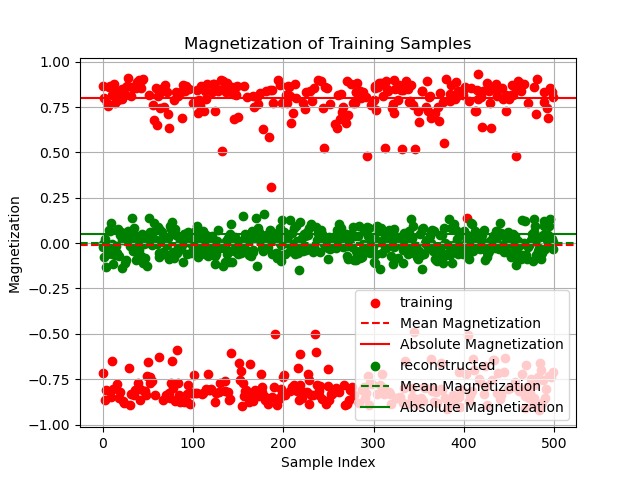 Magnetization of Training Samples
Magnetization
1.00
0.75
0.50
0.25
0.00
−0.25
−0.50
−0.75
−1.00
training
Mean Magnetization
Absolute Magnetization
reconstructed
Mean Magnetization
Absolute Magnetization
0
100
200
300
400
500
Sample Index